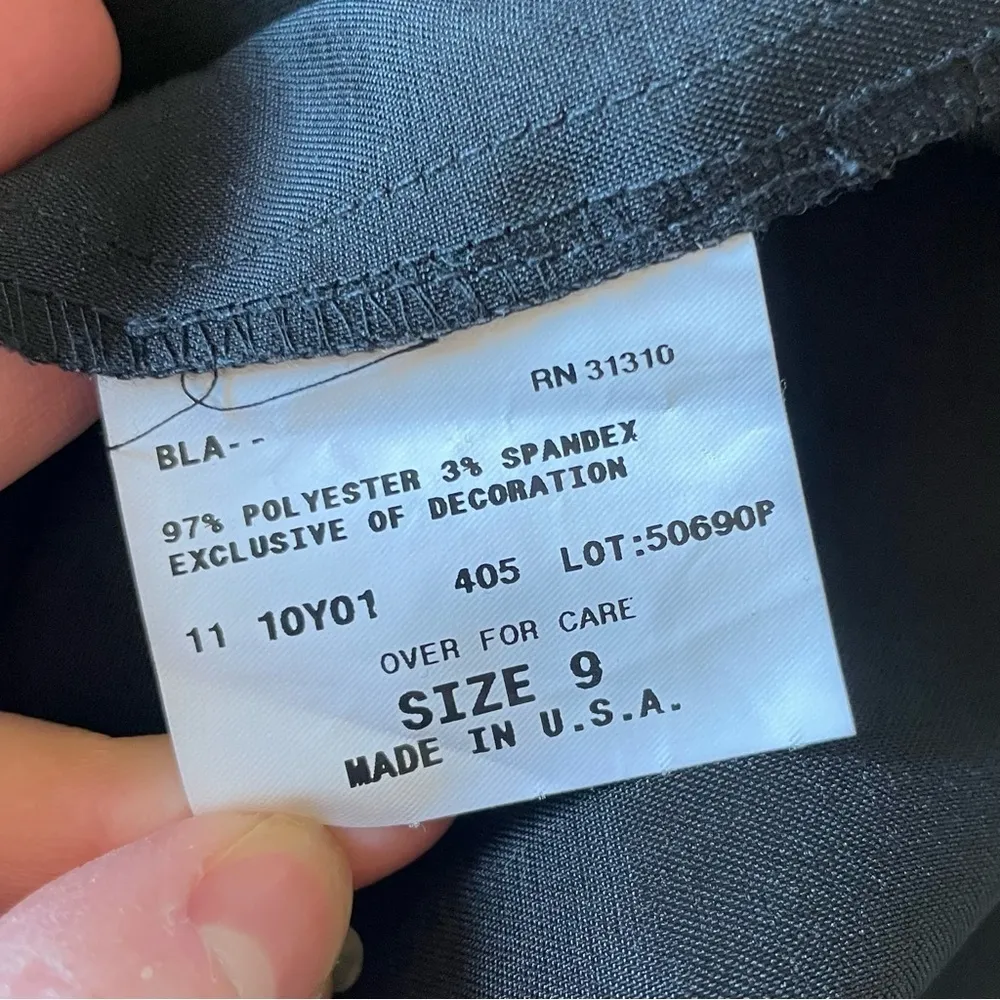 RN 31310
BLA--
97% POLYESTER 3% SPANDEX
EXCLUSIVE OF DECORATION
11 10Y01 405 LOT:50690P
OVER FOR CARE
SIZE 9
MADE IN U.S.A.